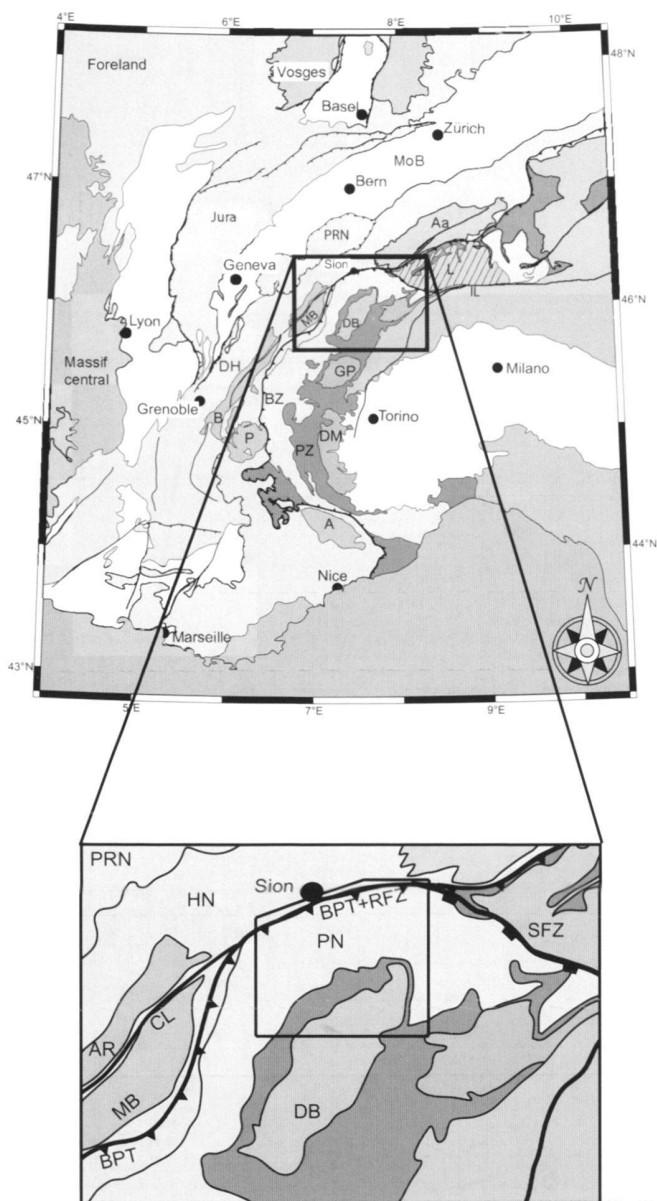 4°E
6°E
8°E
10°E
48°N
Foreland
Vosges
Basel
Zürich
MoB
47°N
Bern
Jura
Aa
PRN
Geneva
Sion
L
46°N
IL
MB
DB
Lyon
DH
Massif
central
Milano
GP
BZ
Grenoble
45°N
B
Torino
P
DM
PZ
A
44°N
Nice
N
Marseille
43°N
5°E
7°E
9°E
PRN
HN
Sion
BPT+RFZ
PN
SFZ
CL
AR
MB
DB
BPT